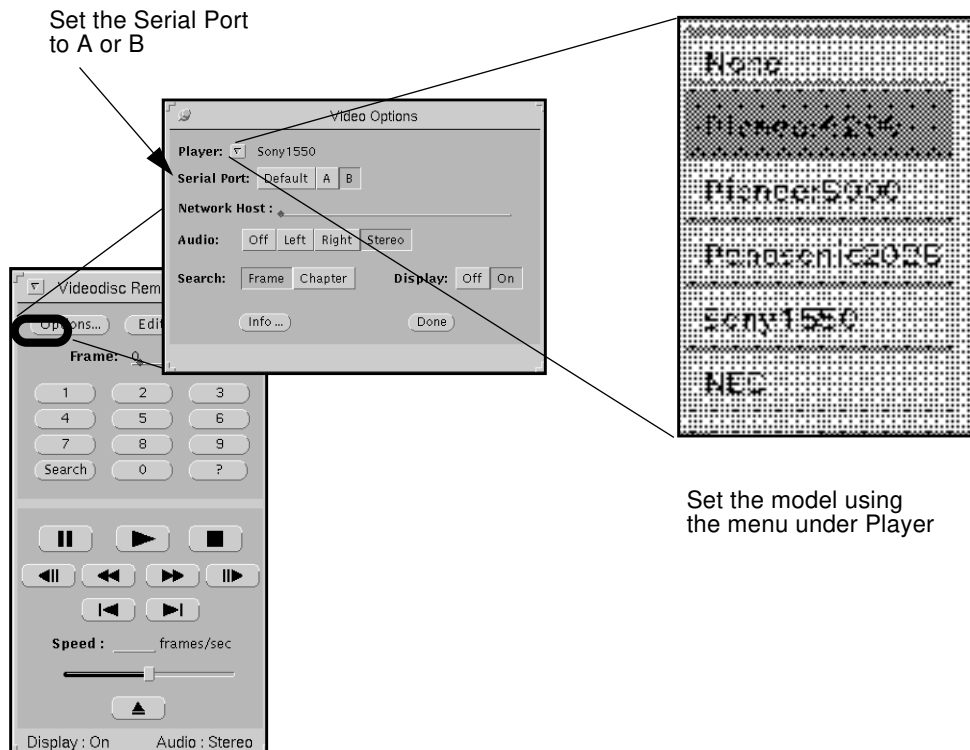 Set the Serial Port
to A or B
Video Options
Player: Sony1550
Serial Port: Default A B
Network Host :
Audio: Off Left Right Stereo
Search: Frame Chapter Display: Off On
Info ... Done
None
Pioneer4200
Pioneer5000
Panasonic2026
sony1550
NEC
Set the model using
the menu under Player
Videodisc Rem
Options... Edit
Frame: 0
1 2 3
4 5 6
7 8 9
Search 0 ?
Speed : frames/sec
Display : On Audio : Stereo